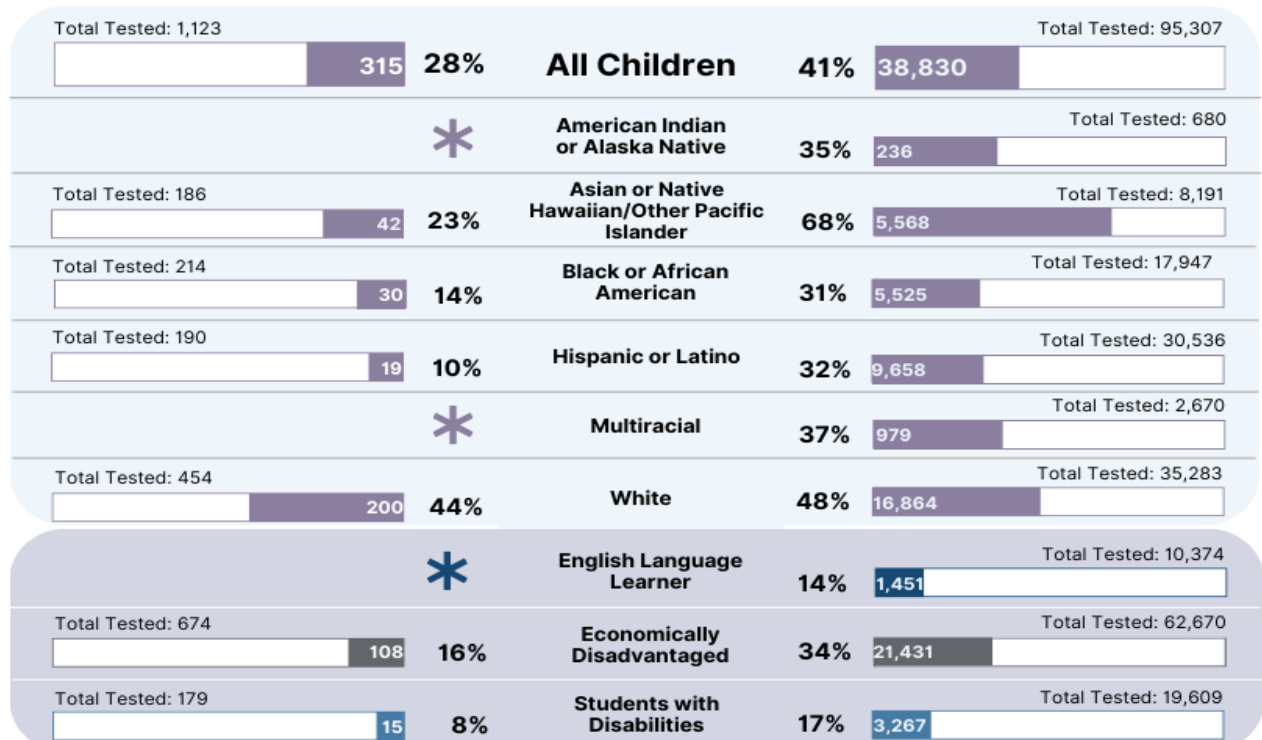 Total Tested: 1,123
Total Tested: 95,307
315 28% All Children 41% 38,830
Total Tested: 680
American Indian
or Alaska Native
* 35% 236
Total Tested: 186
Asian or Native
Hawaiian/Other Pacific
Islander
Total Tested: 8,191
42 23% 68% 5,568
Total Tested: 214
Black or African
American
Total Tested: 17,947
30 14% 31% 5,525
Total Tested: 190
Total Tested: 30,536
19 10% Hispanic or Latino 32% 9,658
Total Tested: 2,670
* Multiracial 37% 979
Total Tested: 454
Total Tested: 35,283
200 44% White 48% 16,864
Total Tested: 10,374
English Language
Learner
* 14% 1,451
Total Tested: 674
Total Tested: 62,670
Economically
Disadvantaged
108 16% 34% 21,431
Total Tested: 179
Total Tested: 19,609
Students with
Disabilities
15 8% 17% 3,267